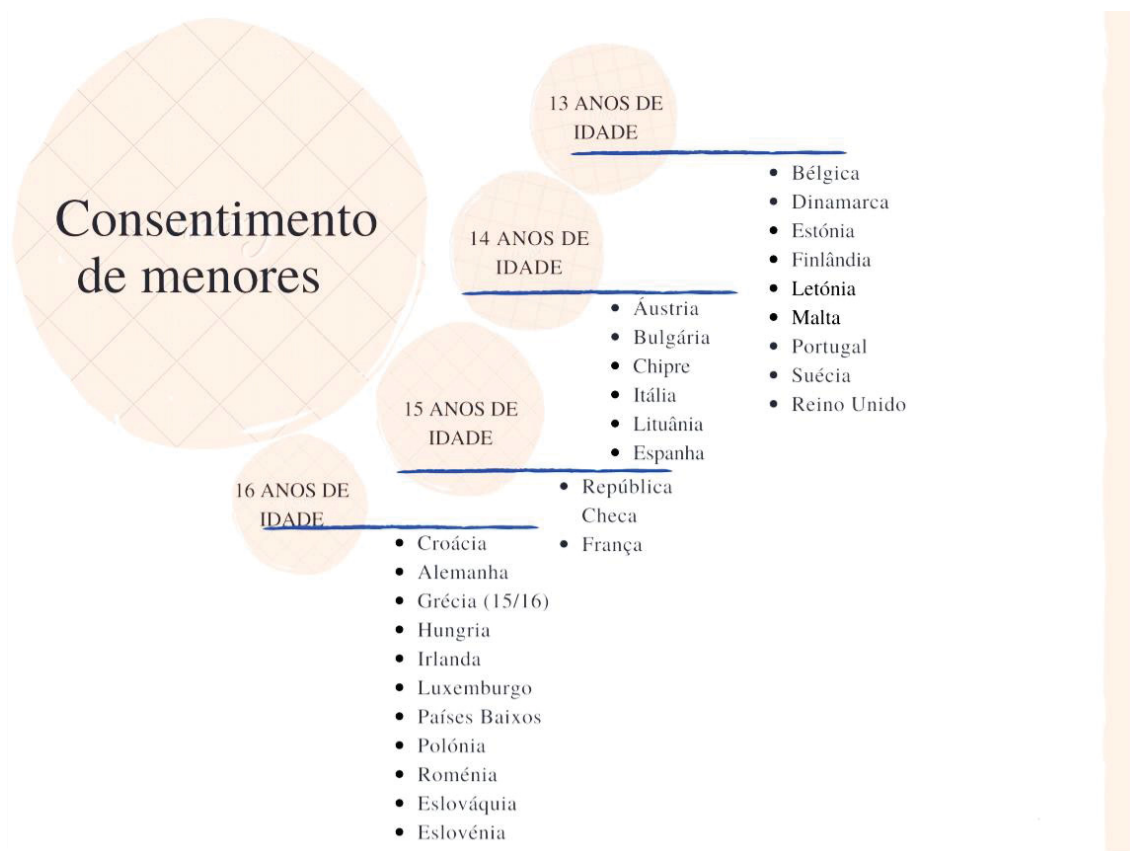 Consentimento
de menores
13 ANOS DE
IDADE
• Bélgica
• Dinamarca
• Estónia
• Finlândia
• Letónia
• Malta
• Portugal
• Suécia
• Reino Unido
14 ANOS DE
IDADE
• Áustria
• Bulgária
• Chipre
• Itália
• Lituânia
• Espanha
15 ANOS DE
IDADE
• República
Checa
• França
16 ANOS DE
IDADE
• Croácia
• Alemanha
• Grécia (15/16)
• Hungria
• Irlanda
• Luxemburgo
• Países Baixos
• Polónia
• Roménia
• Eslováquia
• Eslovénia